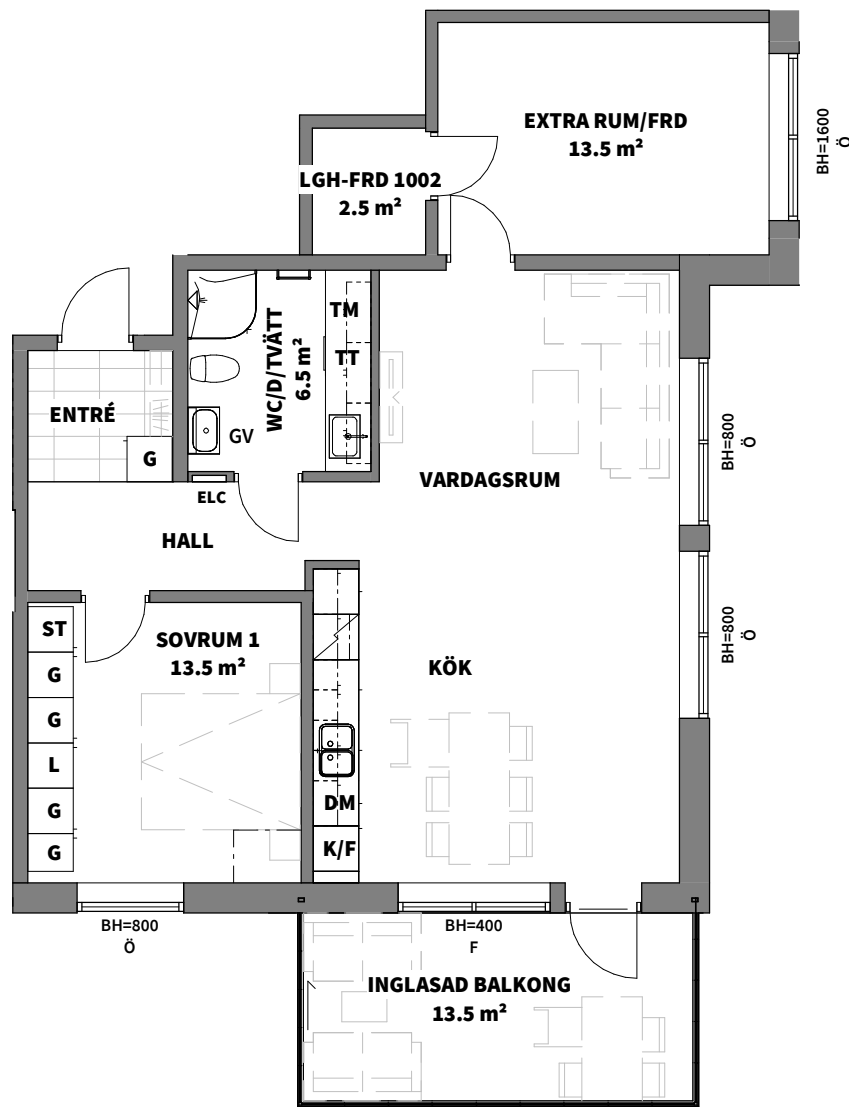 EXTRA RUM/FRD
13.5 m²
BH=1600
Ö
LGH-FRD 1002
2.5 m²
TM
TT
WC/D/TVÄTT
6.5 m²
GV
ENTRÉ
G
ELC
HALL
VARDAGSRUM
BH=800
Ö
BH=800
Ö
ST
G
G
L
G
G
SOVRUM 1
13.5 m²
KÖK
DM
K/F
BH=800
Ö
BH=400
F
INGLASAD BALKONG
13.5 m²